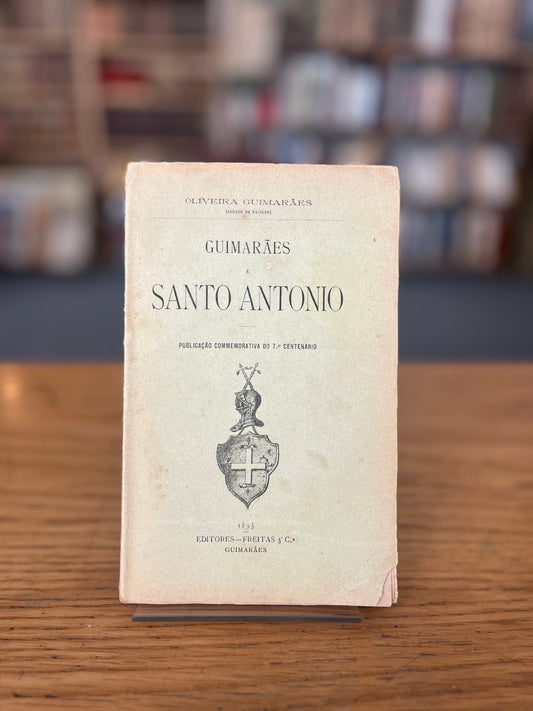 OLIVEIRA GUIMARÃES
(ABBADE DE TAGILDE)
GUIMARÃES
E
SANTO ANTONIO
PUBLICAÇÃO COMMEMORATIVA DO 7.º CENTENARIO
1895
EDITORES—FREITAS & C.ª
GUIMARÃES